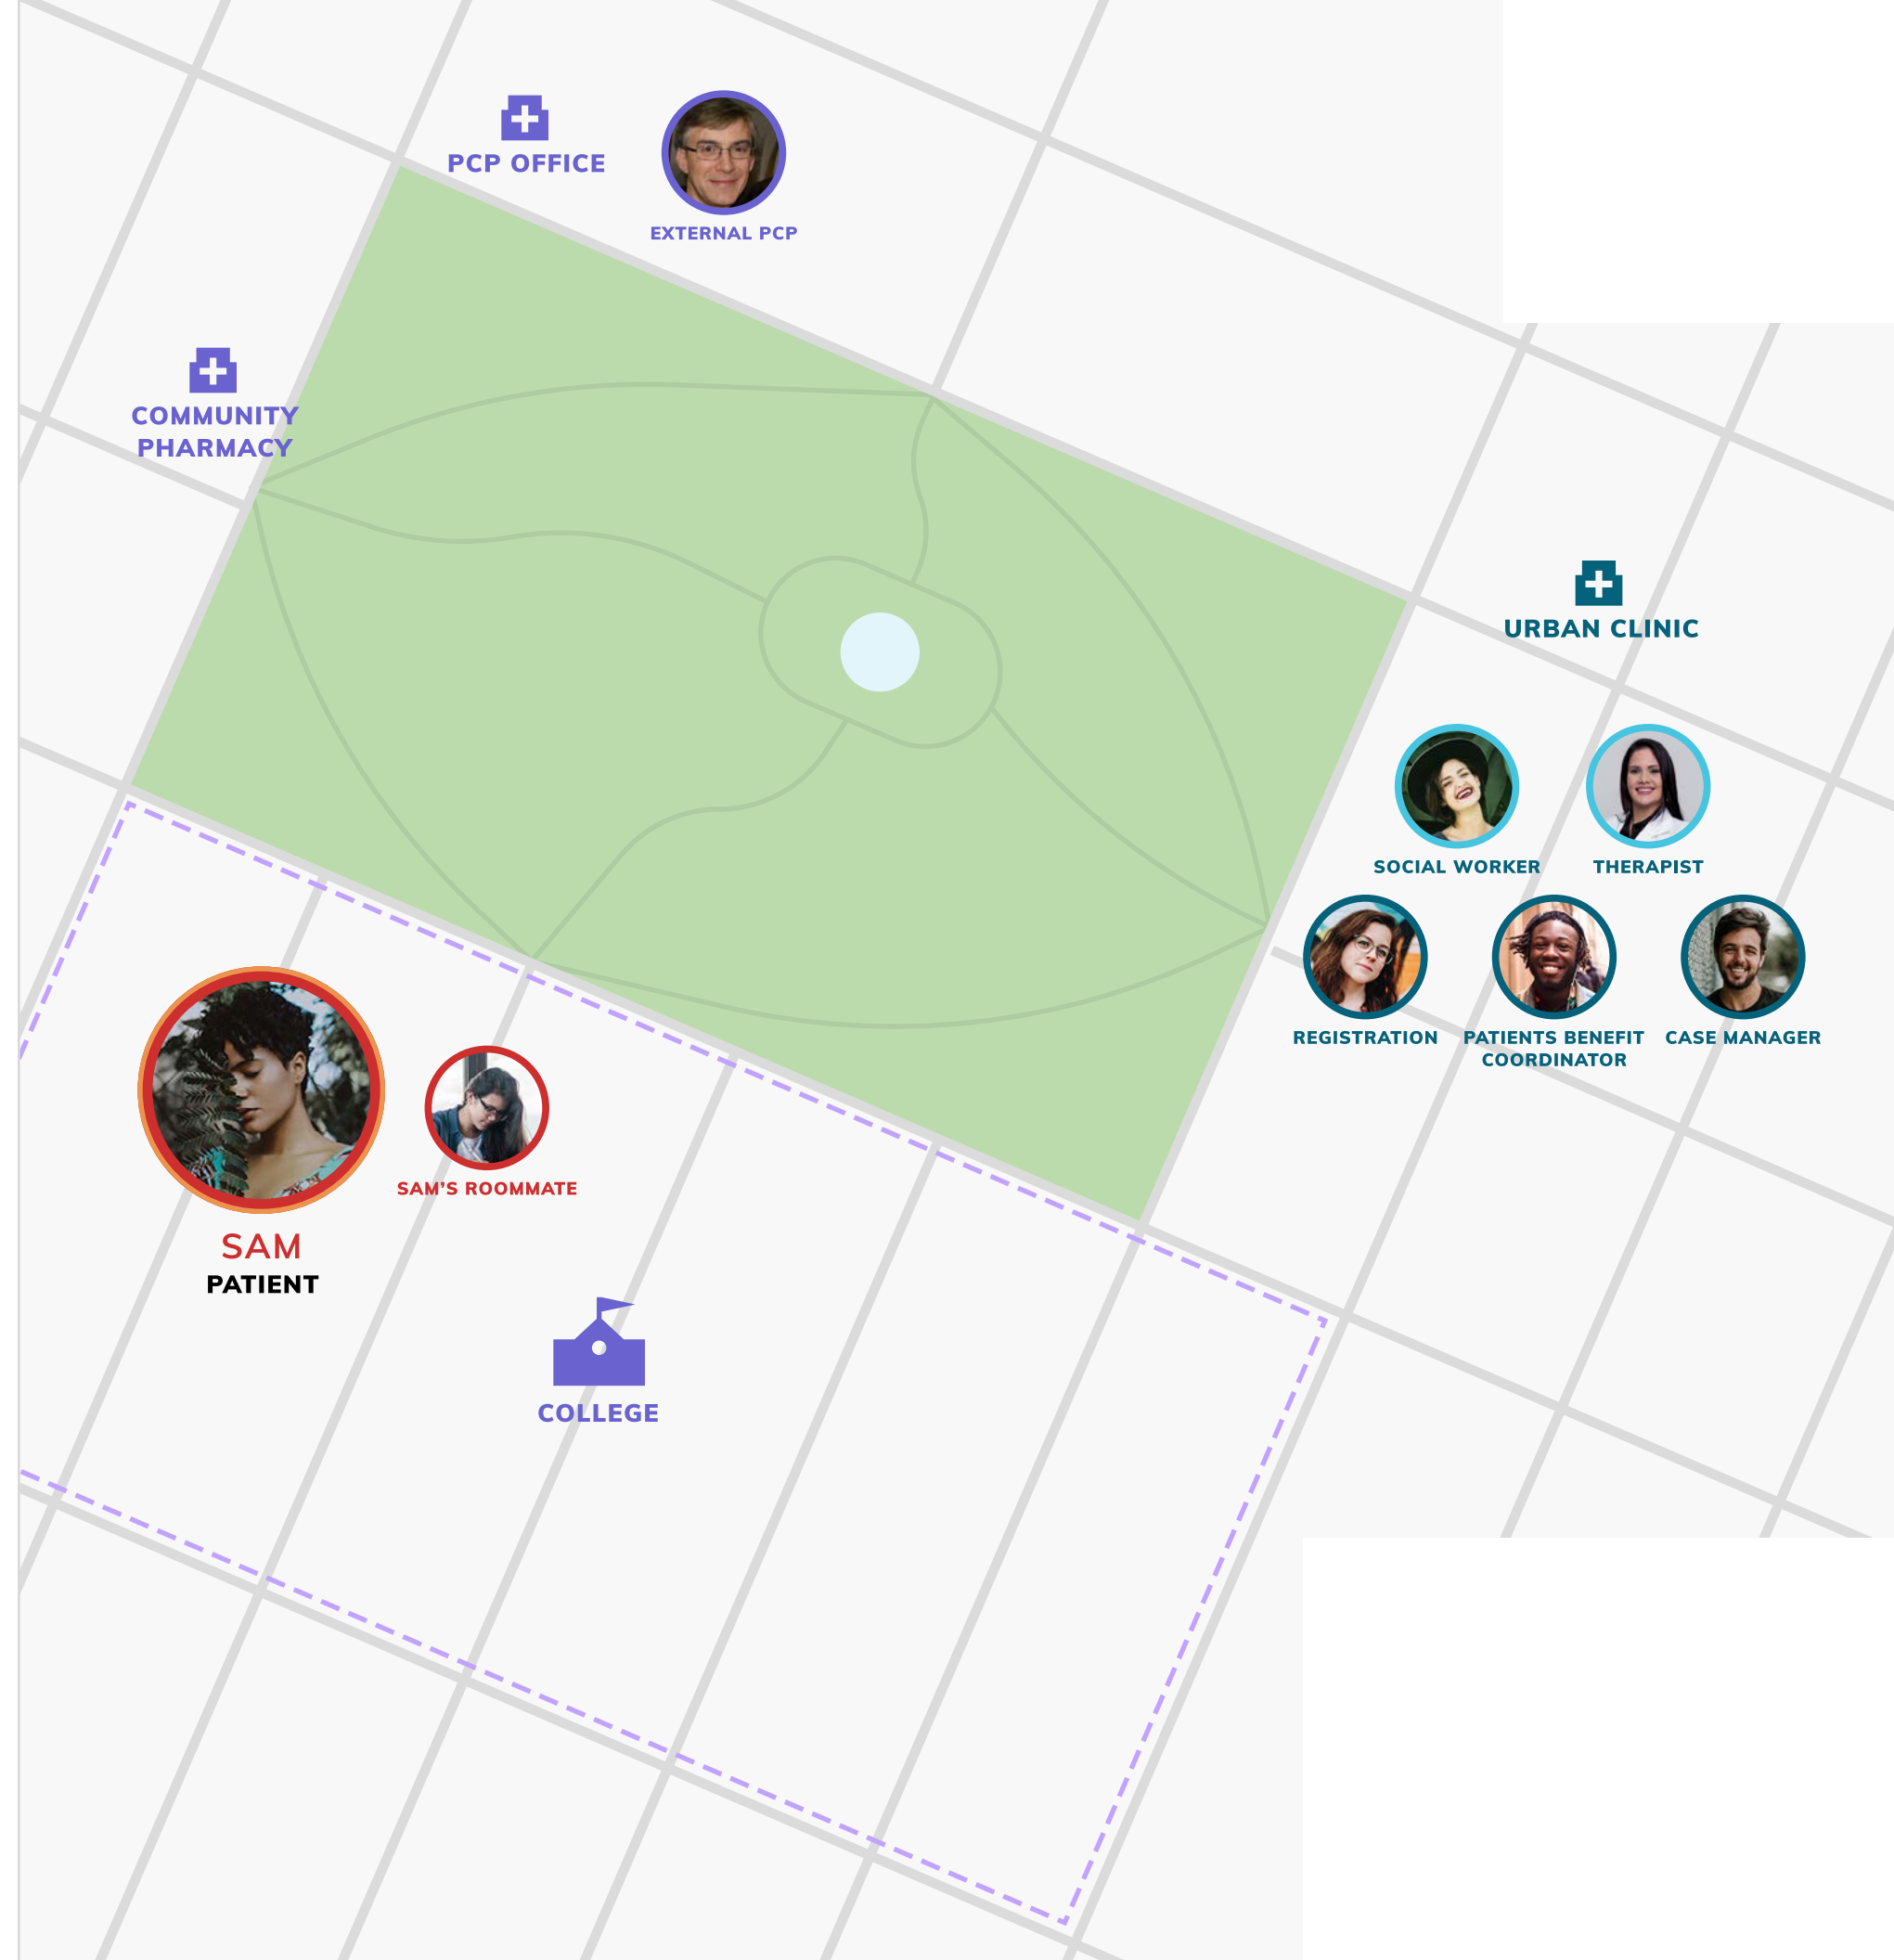 PCP OFFICE
EXTERNAL PCP
COMMUNITY
PHARMACY
URBAN CLINIC
SOCIAL WORKER
THERAPIST
REGISTRATION
PATIENTS BENEFIT
COORDINATOR
CASE MANAGER
SAM'S ROOMMATE
SAM
PATIENT
COLLEGE